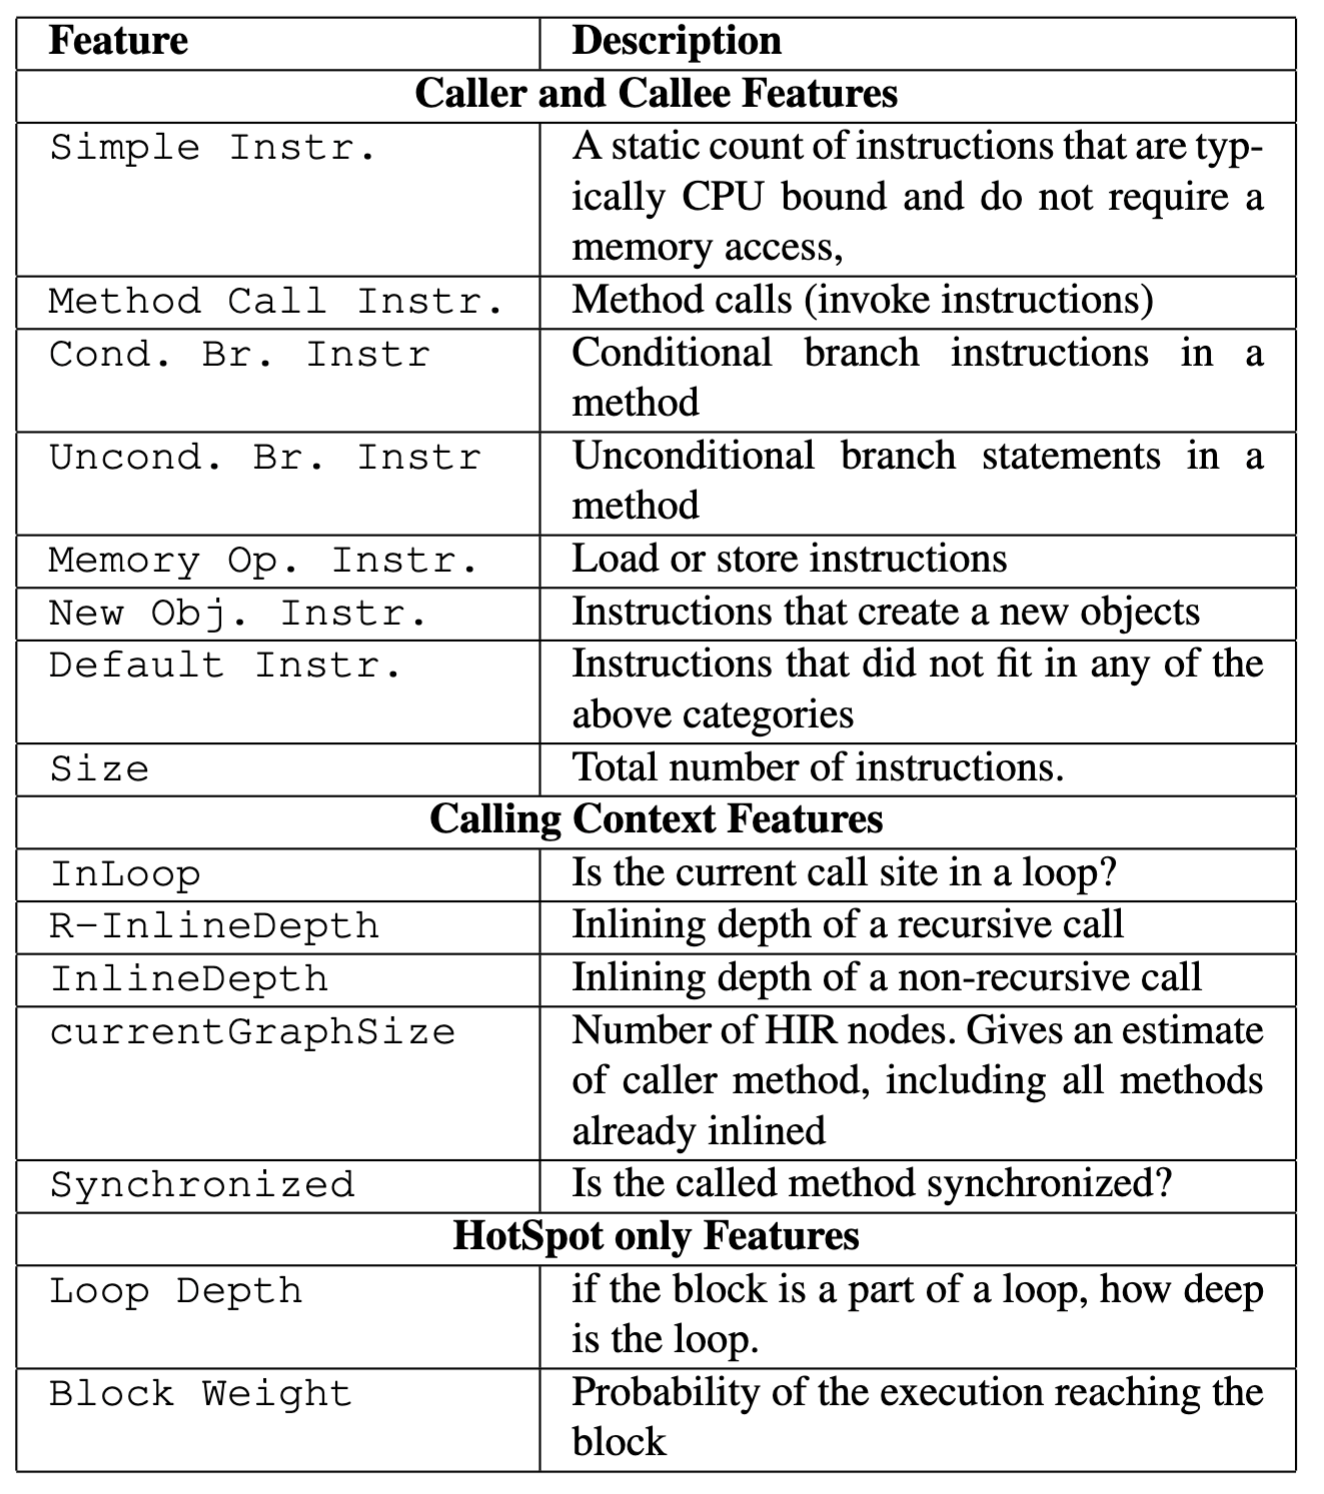 Feature Description
Caller and Callee Features
Simple Instr. A static count of instructions that are typ-
ically CPU bound and do not require a
memory access,
Method Call Instr. Method calls (invoke instructions)
Cond. Br. Instr Conditional branch instructions in a
method
Uncond. Br. Instr Unconditional branch statements in a
method
Memory Op. Instr. Load or store instructions
New Obj. Instr. Instructions that create a new objects
Default Instr. Instructions that did not fit in any of the
above categories
Size Total number of instructions.
Calling Context Features
InLoop Is the current call site in a loop?
R-InlineDepth Inlining depth of a recursive call
InlineDepth Inlining depth of a non-recursive call
currentGraphSize Number of HIR nodes. Gives an estimate
of caller method, including all methods
already inlined
Synchronized Is the called method synchronized?
HotSpot only Features
Loop Depth if the block is a part of a loop, how deep
is the loop.
Block Weight Probability of the execution reaching the
block